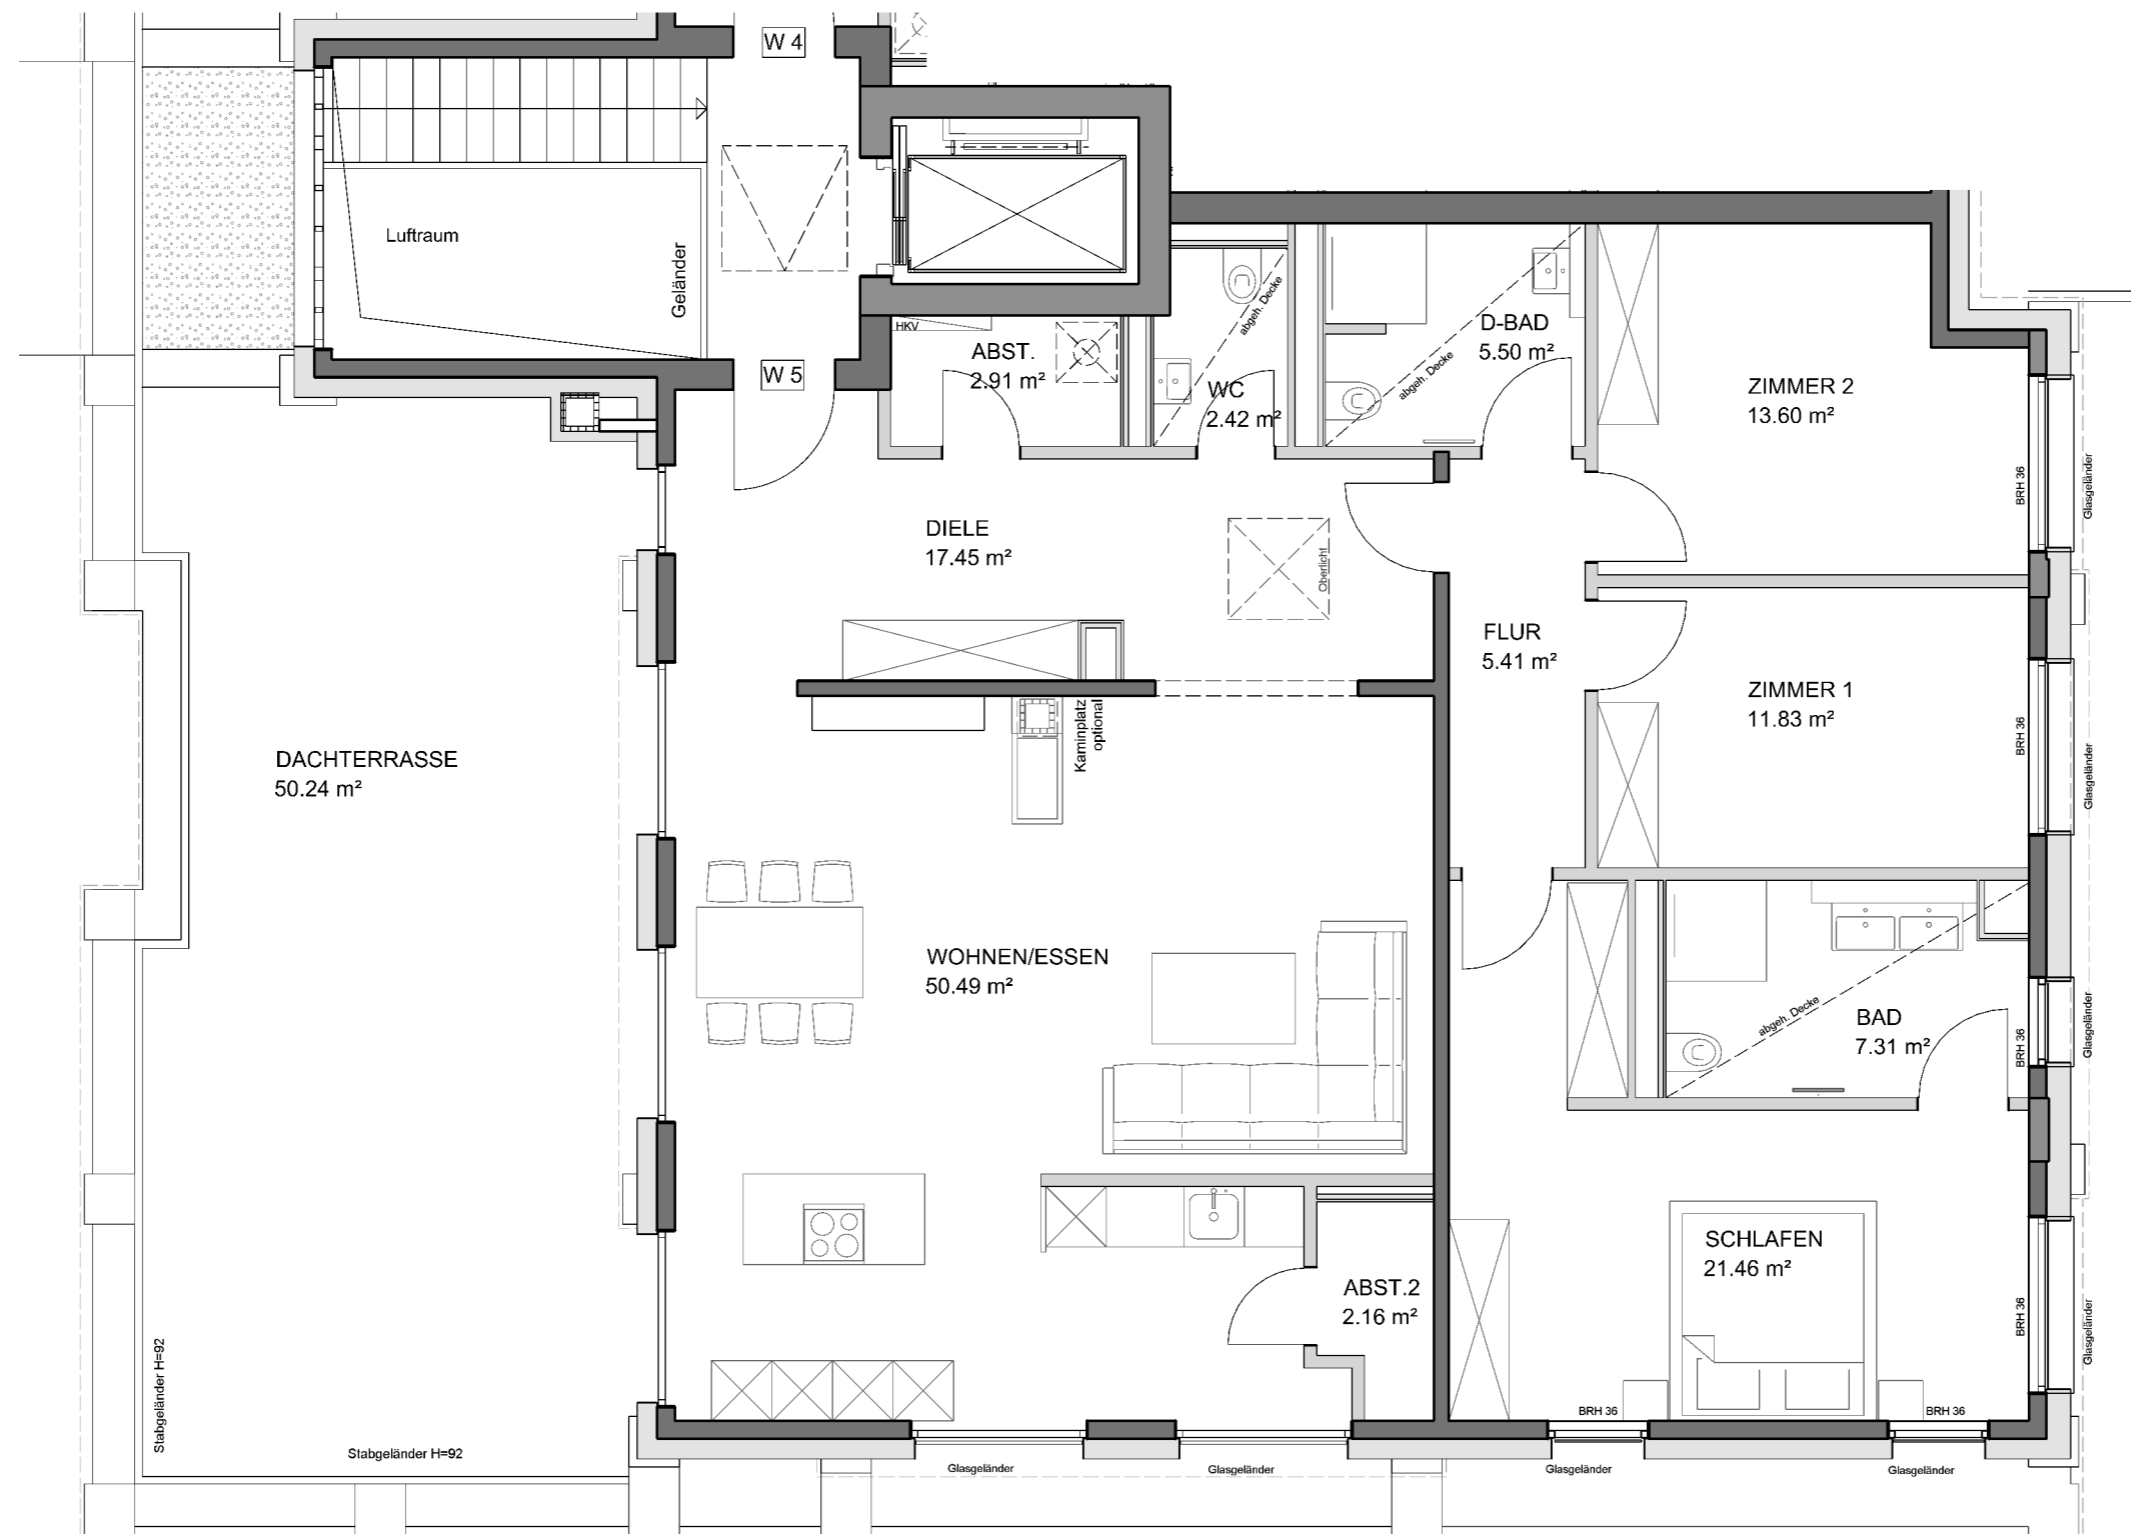 W 4
Luftraum
Geländer
HKV
ABST.
2.91 m²
W 5
WC
2.42 m²
abgeh. Decke
D-BAD
5.50 m²
abgeh. Decke
ZIMMER 2
13.60 m²
BRH 36
Glasgeländer
DIELE
17.45 m²
Oberlicht
FLUR
5.41 m²
ZIMMER 1
11.83 m²
BRH 36
Glasgeländer
Kaminplatz
optional
DACHTERRASSE
50.24 m²
WOHNEN/ESSEN
50.49 m²
abgeh. Decke
BAD
7.31 m²
BRH 36
Glasgeländer
SCHLAFEN
21.46 m²
ABST.2
2.16 m²
BRH 36
Glasgeländer
Stabgeländer H=92
Stabgeländer H=92
BRH 36
BRH 36
Glasgeländer
Glasgeländer
Glasgeländer
Glasgeländer